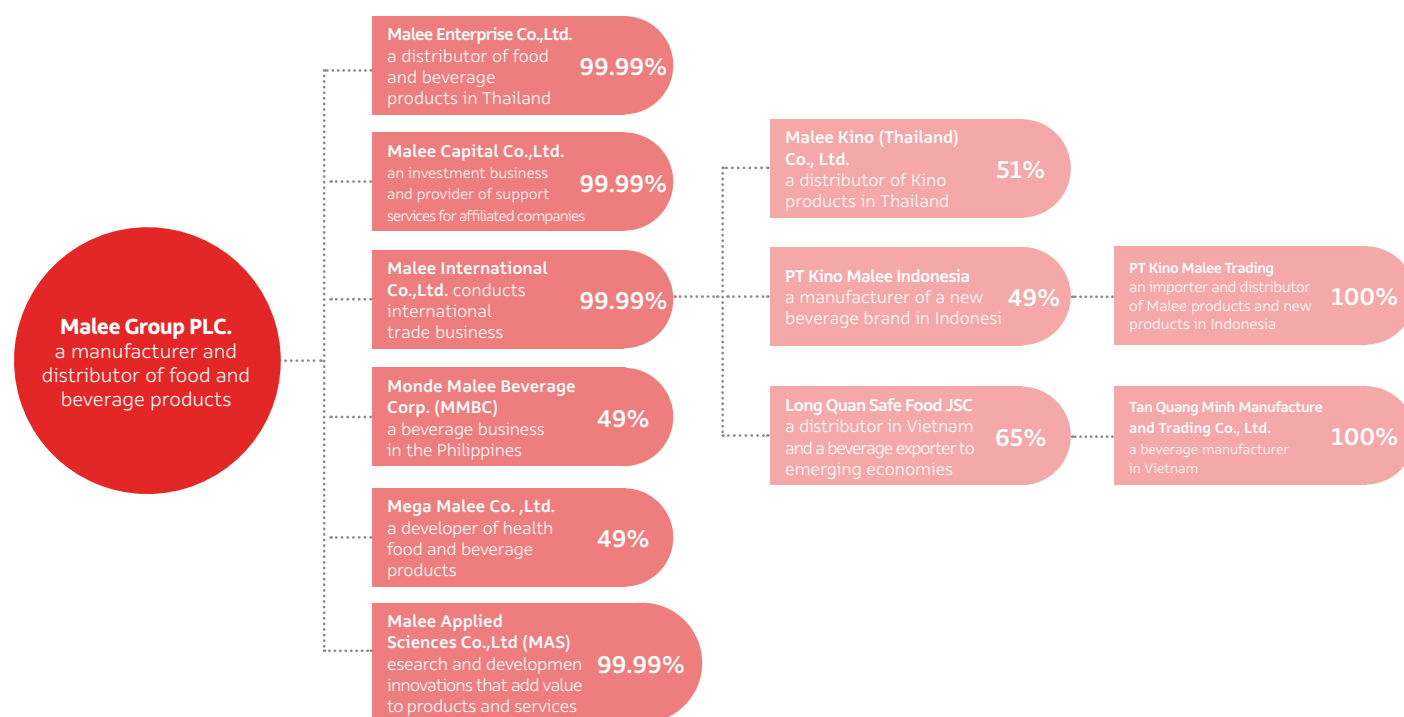 Malee Group PLC.
a manufacturer and
distributor of food and
beverage products
Malee Enterprise Co.,Ltd.
a distributor of food
and beverage
products in Thailand
99.99%
Malee Capital Co.,Ltd.
an investment business
and provider of support
services for affiliated companies
99.99%
Malee International
Co.,Ltd. conducts
international
trade business
99.99%
Monde Malee Beverage
Corp. (MMBC)
a beverage business
in the Philippines
49%
Mega Malee Co. ,Ltd.
a developer of health
food and beverage
products
49%
Malee Applied
Sciences Co.,Ltd (MAS)
esearch and developmen
innovations that add value
to products and services
99.99%
Malee Kino (Thailand)
Co., Ltd.
a distributor of Kino
products in Thailand
51%
PT Kino Malee Indonesia
a manufacturer of a new
beverage brand in Indonesi
49%
PT Kino Malee Trading
an importer and distributor
of Malee products and new
products in Indonesia
100%
Long Quan Safe Food JSC
a distributor in Vietnam
and a beverage exporter to
emerging economies
65%
Tan Quang Minh Manufacture
and Trading Co., Ltd.
a beverage manufacturer
in Vietnam
100%